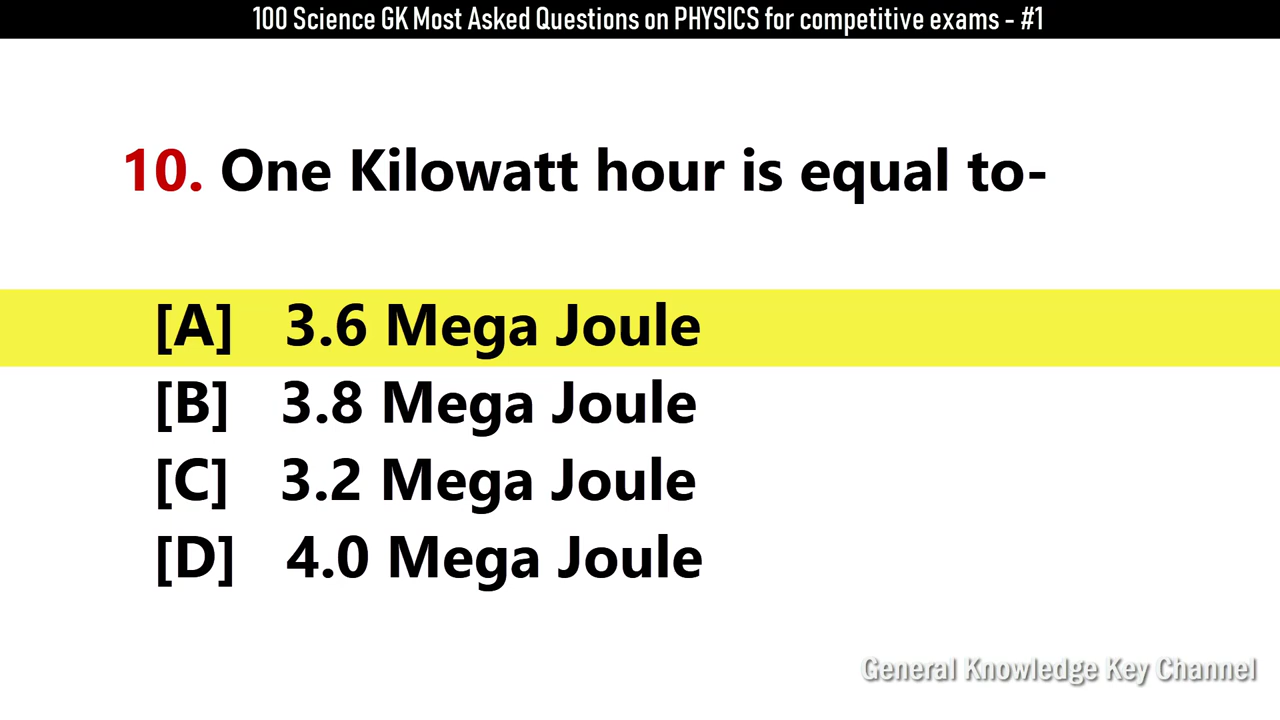 100 Science GK Most Asked Questions on PHYSICS for competitive exams - #1
10. One Kilowatt hour is equal to-
[A] 3.6 Mega Joule
[B] 3.8 Mega Joule
[C] 3.2 Mega Joule
[D] 4.0 Mega Joule
General Knowledge Key Channel